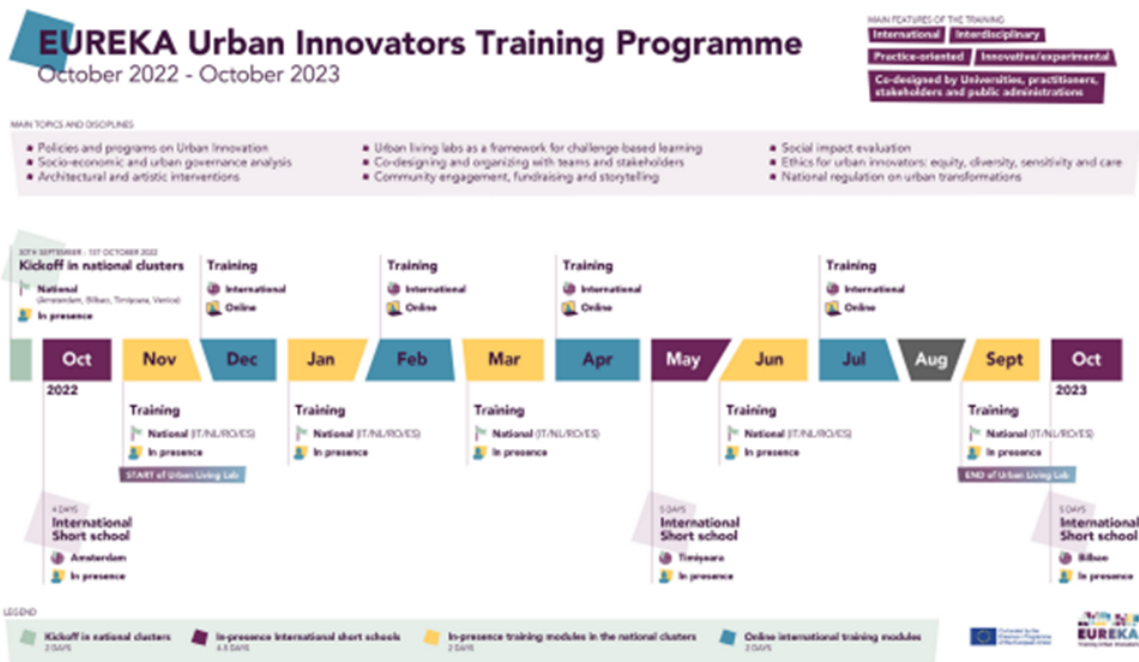 EUREKA Urban Innovators Training Programme
October 2022 - October 2023
MAIN FEATURES OF THE TRAINING
International
Interdisciplinary
Practice-oriented
Innovative/experimental
Co-designed by Universities, practitioners,
stakeholders and public administrations
MAIN TOPICS AND DISCIPLINES
Policies and programs on Urban Innovation
Socio-economic and urban governance analysis
Architectural and artistic interventions
Urban living labs as a framework for challenge-based learning
Co-designing and organizing with teams and stakeholders
Community engagement, fundraising and storytelling
Social impact evaluation
Ethics for urban innovators: equity, diversity, sensitivity and care
National regulation on urban transformations
30TH SEPTEMBER - 1ST OCTOBER 2022
Kickoff in national clusters
National
(Amsterdam, Bilbao, Timișoara, Venice)
In presence
Training
International
Online
Training
International
Online
Training
International
Online
Training
International
Online
Oct
Nov
Dec
Jan
Feb
Mar
Apr
May
Jun
Jul
Aug
Sept
Oct
2022
2023
Training
National (IT/NL/RO/ES)
In presence
START of Urban Living Lab
Training
National (IT/NL/RO/ES)
In presence
Training
National (IT/NL/RO/ES)
In presence
Training
National (IT/NL/RO/ES)
In presence
Training
National (IT/NL/RO/ES)
In presence
END of Urban Living Lab
4 DAYS
International
Short school
Amsterdam
In presence
5 DAYS
International
Short school
Timișoara
In presence
5 DAYS
International
Short school
Bilbao
In presence
LEGEND
Kickoff in national clusters
2 DAYS
In-presence International short schools
4-5 DAYS
In-presence training modules in the national clusters
2 DAYS
Online international training modules
2 DAYS
EUREKA